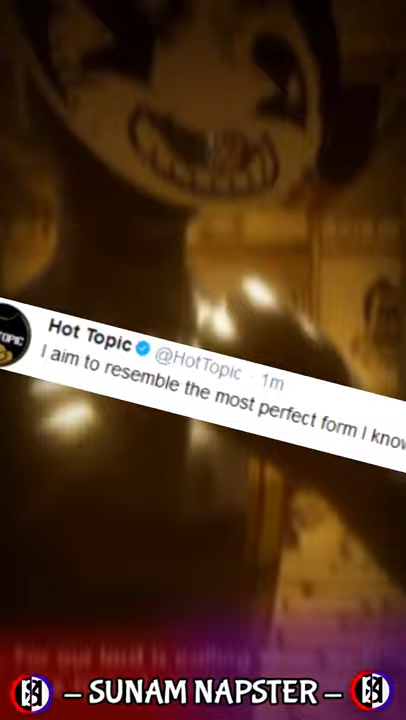 Hot Topic @HotTopic · 1m
I aim to resemble the most perfect form I know
– SUNAM NAPSTER –